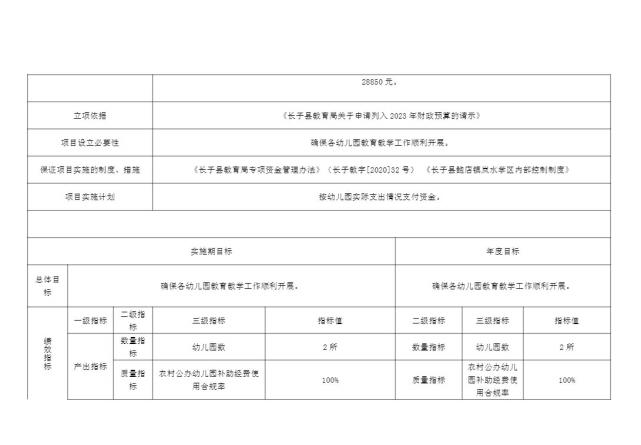 28850 元。
立项依据 《长子县教育局关于申请列入 2023 年财政预算的请示》
项目设立必要性 确保各幼儿园教育教学工作顺利开展。
保证项目实施的制度、措施 《长子县教育局专项资金管理办法》（长子教字[2020]32 号） 《长子县鲍店镇岚水学区内部控制制度》
项目实施计划 按幼儿园实际支出情况支付资金。
实施期目标 年度目标
总体目
标
确保各幼儿园教育教学工作顺利开展。 确保各幼儿园教育教学工作顺利开展。
绩
效
指
标
一级指标 二级指
标
三级指标 指标值 二级指标 三级指标 指标值
产出指标
数量指
标
幼儿园数 2 所 数量指标 幼儿园数 2 所
质量指
标
农村公办幼儿园补助经费使
用合规率
100% 质量指标 农村公办幼儿
园补助经费使
用合规率
100%